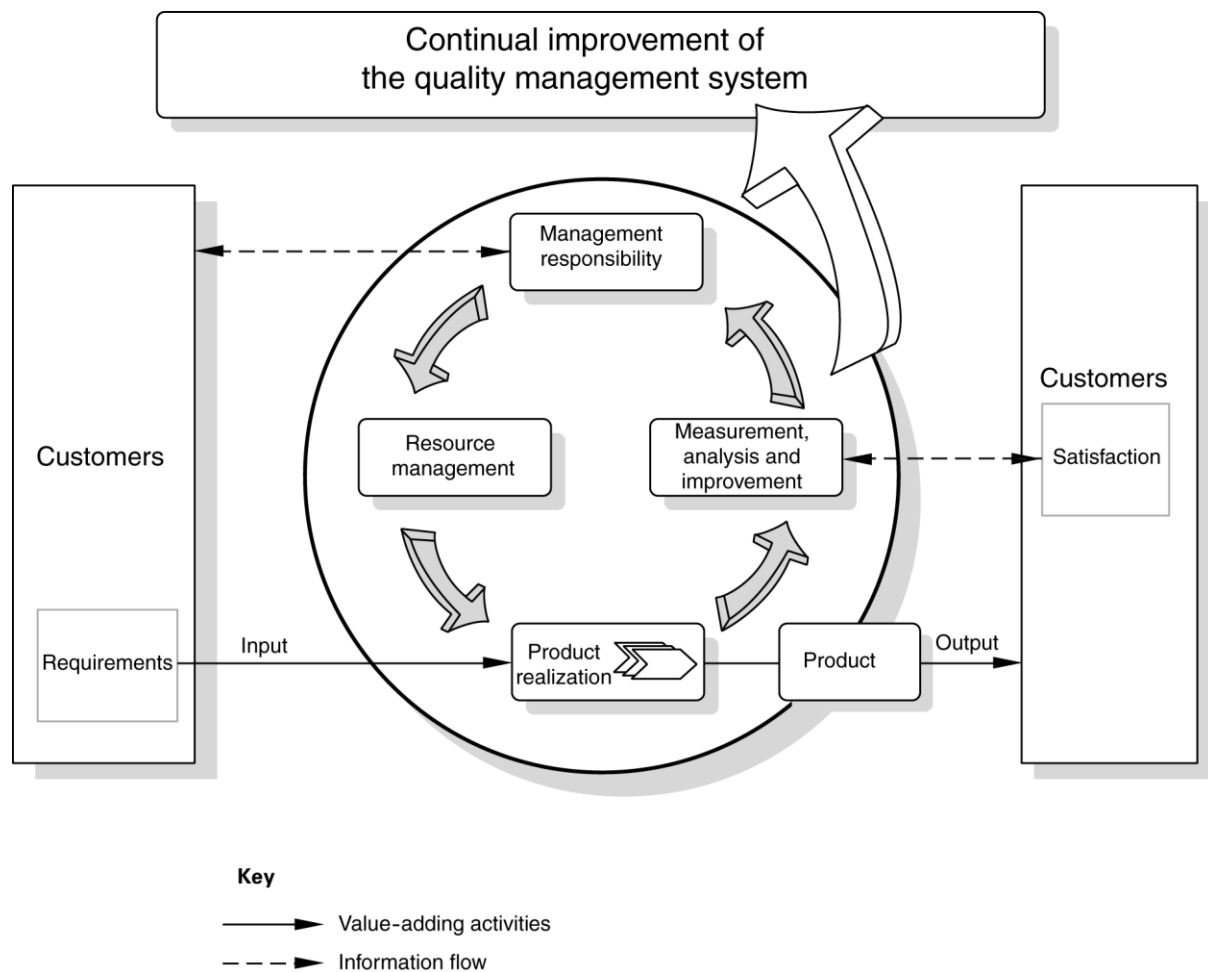 Continual improvement of
the quality management system
Management
responsibility
Customers
Resource
management
Measurement,
analysis and
improvement
Customers
Satisfaction
Requirements
Input
Product
realization
Product
Output
Key
Value-adding activities
Information flow